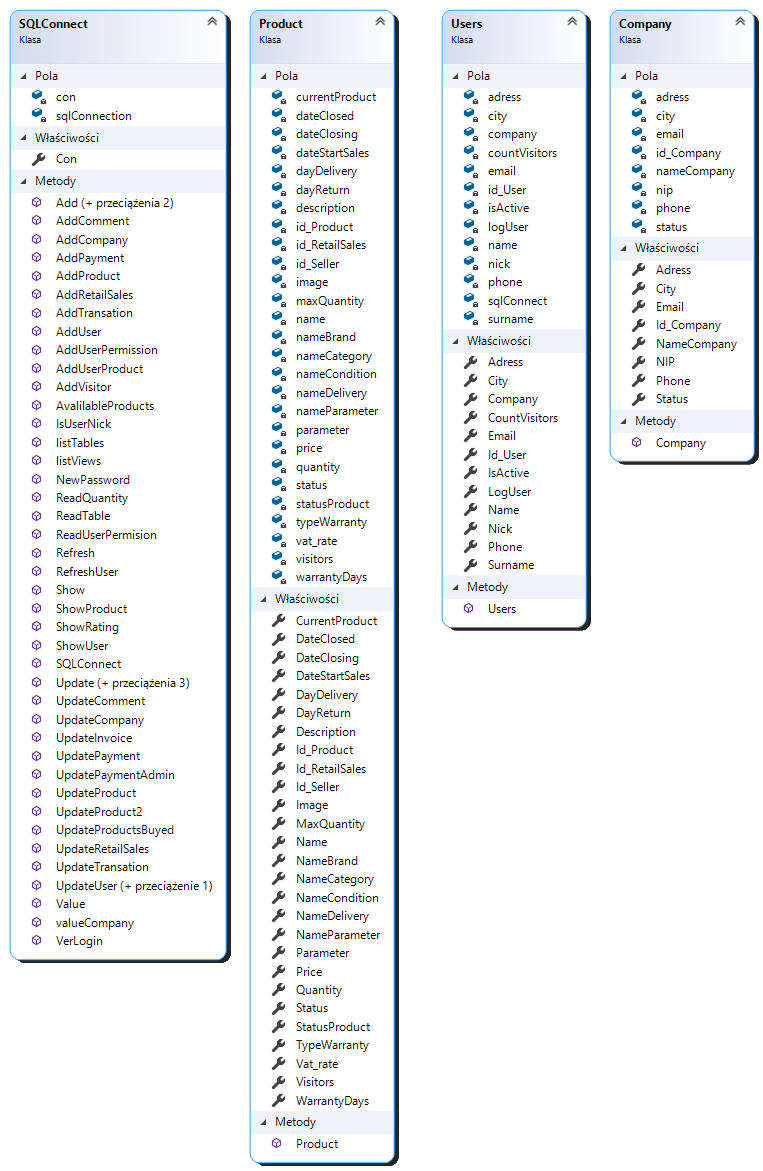 SQLConnect
Klasa
Pola
con
sqlConnection
Właściwości
Con
Metody
Add (+ przeciążenia 2)
AddComment
AddCompany
AddPayment
AddProduct
AddRetailSales
AddTransation
AddUser
AddUserPermission
AddUserProduct
AddVisitor
AvalilableProducts
IsUserNick
listTables
listViews
NewPassword
ReadQuantity
ReadTable
ReadUserPermision
Refresh
RefreshUser
Show
ShowProduct
ShowRating
ShowUser
SQLConnect
Update (+ przeciążenia 3)
UpdateComment
UpdateCompany
UpdateInvoice
UpdatePayment
UpdatePaymentAdmin
UpdateProduct
UpdateProduct2
UpdateProductsBuyed
UpdateRetailSales
UpdateTransation
UpdateUser (+ przeciążenie 1)
Value
valueCompany
VerLogin
Product
Klasa
Pola
currentProduct
dateClosed
dateClosing
dateStartSales
dayDelivery
dayReturn
description
id_Product
id_RetailSales
id_Seller
image
maxQuantity
name
nameBrand
nameCategory
nameCondition
nameDelivery
nameParameter
parameter
price
quantity
status
statusProduct
typeWarranty
vat_rate
visitors
warrantyDays
Właściwości
CurrentProduct
DateClosed
DateClosing
DateStartSales
DayDelivery
DayReturn
Description
Id_Product
Id_RetailSales
Id_Seller
Image
MaxQuantity
Name
NameBrand
NameCategory
NameCondition
NameDelivery
NameParameter
Parameter
Price
Quantity
Status
StatusProduct
TypeWarranty
Vat_rate
Visitors
WarrantyDays
Metody
Product
Users
Klasa
Pola
adress
city
company
countVisitors
email
id_User
isActive
logUser
name
nick
phone
sqlConnect
surname
Właściwości
Adress
City
Company
CountVisitors
Email
Id_User
IsActive
LogUser
Name
Nick
Phone
Surname
Metody
Users
Company
Klasa
Pola
adress
city
email
id_Company
nameCompany
nip
phone
status
Właściwości
Adress
City
Email
Id_Company
NameCompany
NIP
Phone
Status
Metody
Company